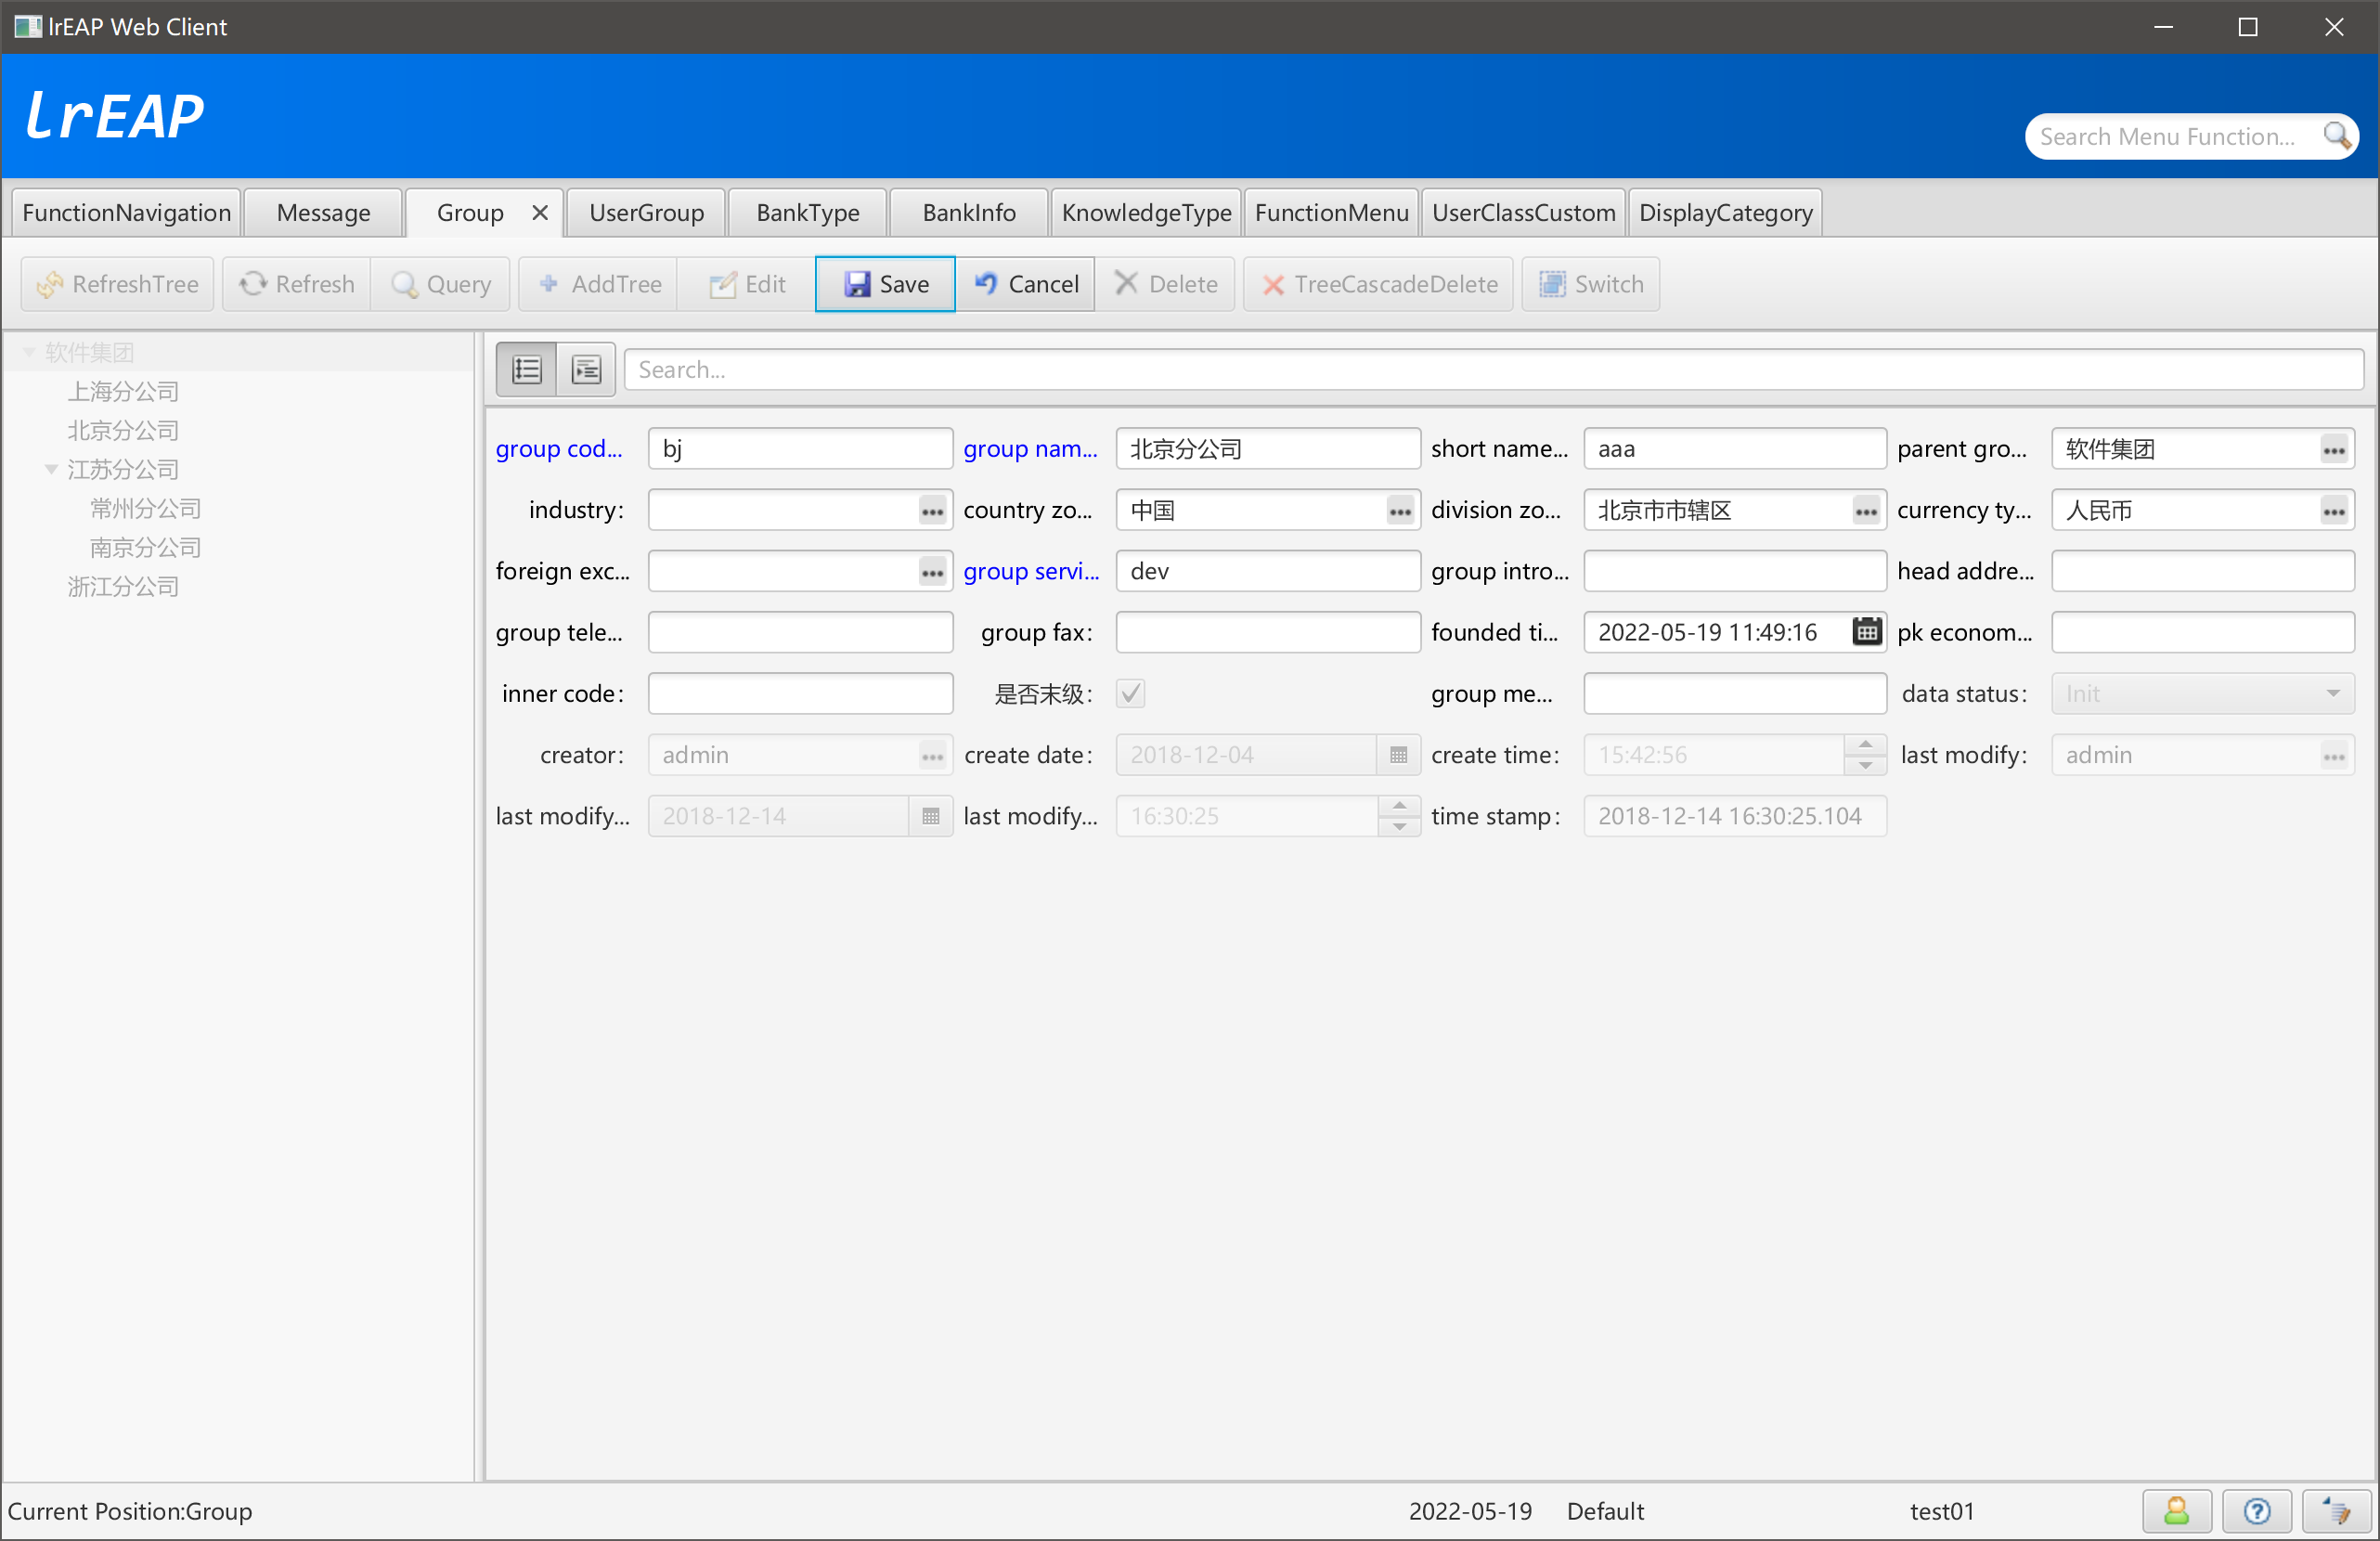 lrEAP Web Client
lrEAP
Search Menu Function...
FunctionNavigation Message Group UserGroup BankType BankInfo KnowledgeType FunctionMenu UserClassCustom DisplayCategory
RefreshTree Refresh Query AddTree Edit Save Cancel Delete TreeCascadeDelete Switch
软件集团
上海分公司
北京分公司
江苏分公司
常州分公司
南京分公司
浙江分公司
Search...
group cod... bj group nam... 北京分公司 short name... aaa parent gro... 软件集团
industry: country zo... 中国 division zo... 北京市市辖区 currency ty... 人民币
foreign exc... group servi... dev group intro... head addre...
group tele... group fax: founded ti... 2022-05-19 11:49:16 pk econom...
inner code: 是否末级: group me... data status: Init
creator: admin create date: 2018-12-04 create time: 15:42:56 last modify: admin
last modify... 2018-12-14 last modify... 16:30:25 time stamp: 2018-12-14 16:30:25.104
Current Position:Group 2022-05-19 Default test01